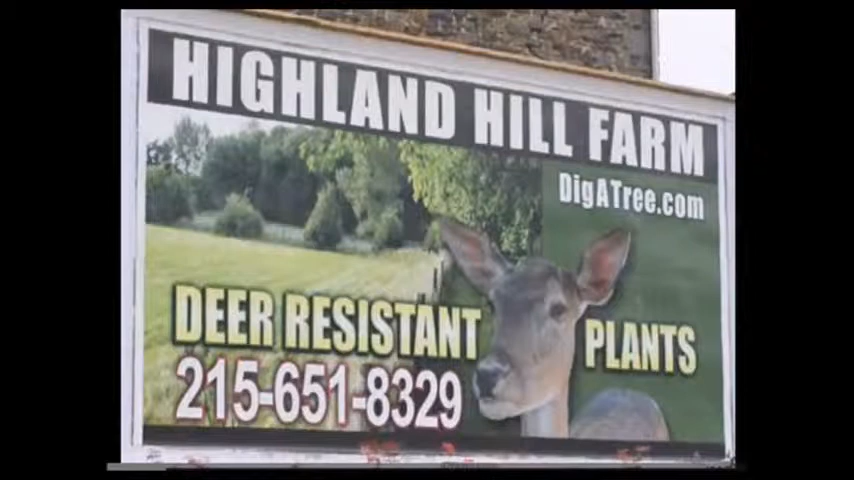 HIGHLAND HILL FARM
DigATree.com
DEER RESISTANT PLANTS
215-651-8329